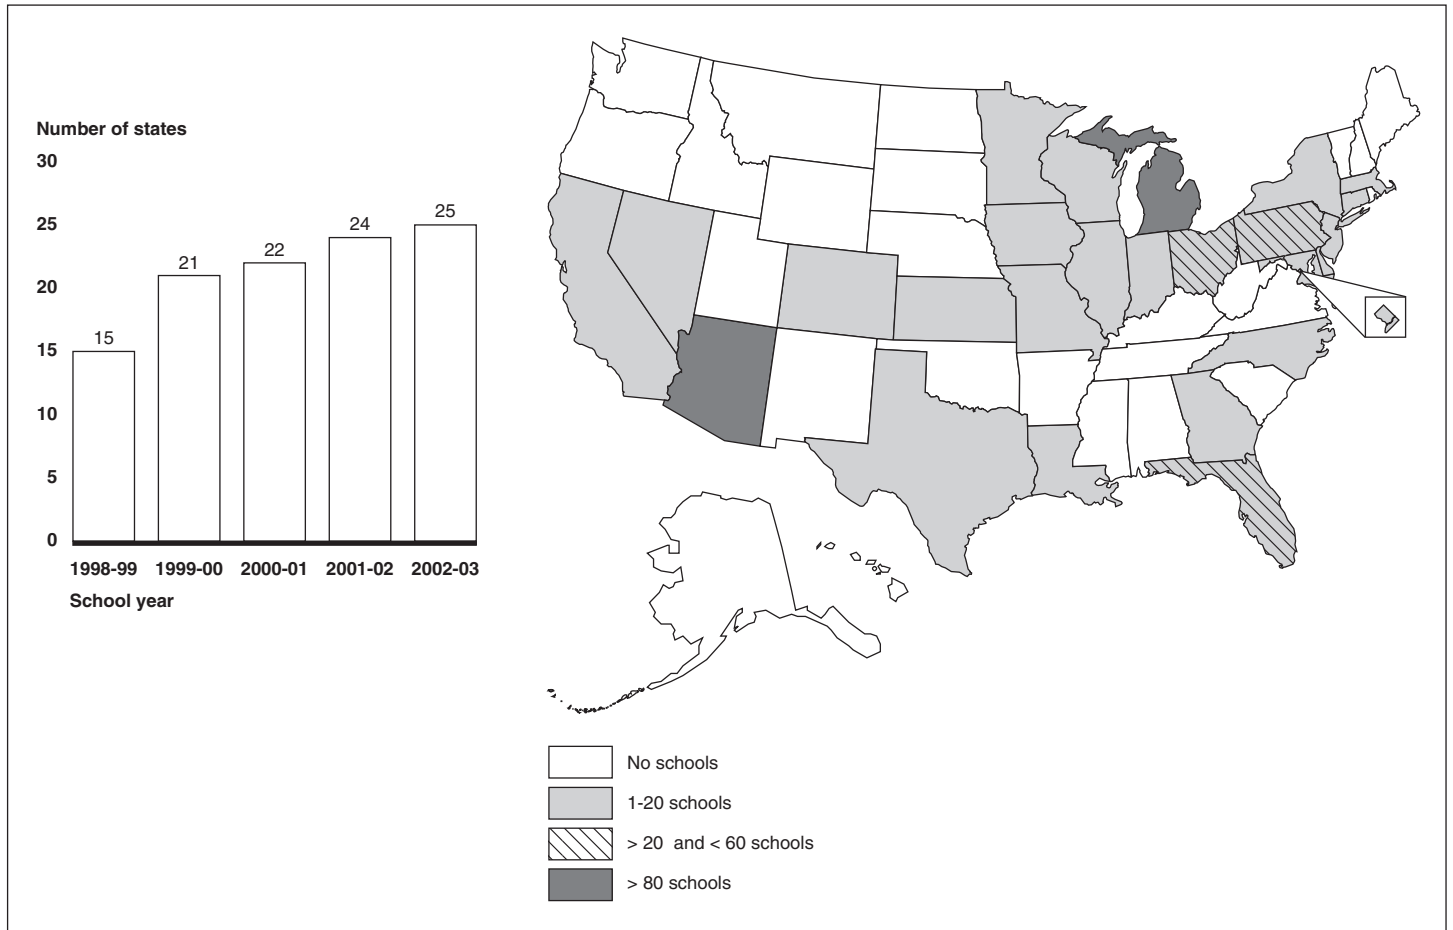 Number of states
30
25
20
15
10
5
0
15
21
22
24
25
1998-99 1999-00 2000-01 2001-02 2002-03
School year
No schools
1-20 schools
> 20 and < 60 schools
> 80 schools